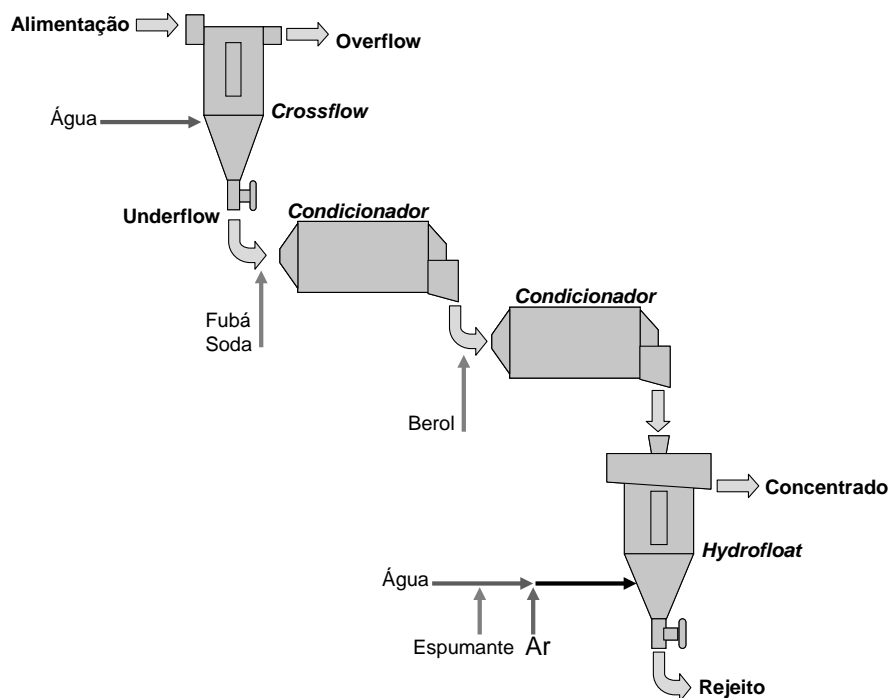 Alimentação
Overflow
Crossflow
Água
Underflow
Condicionador
Fubá
Soda
Condicionador
Berol
Concentrado
Hydrofloat
Água
Espumante
Ar
Rejeito